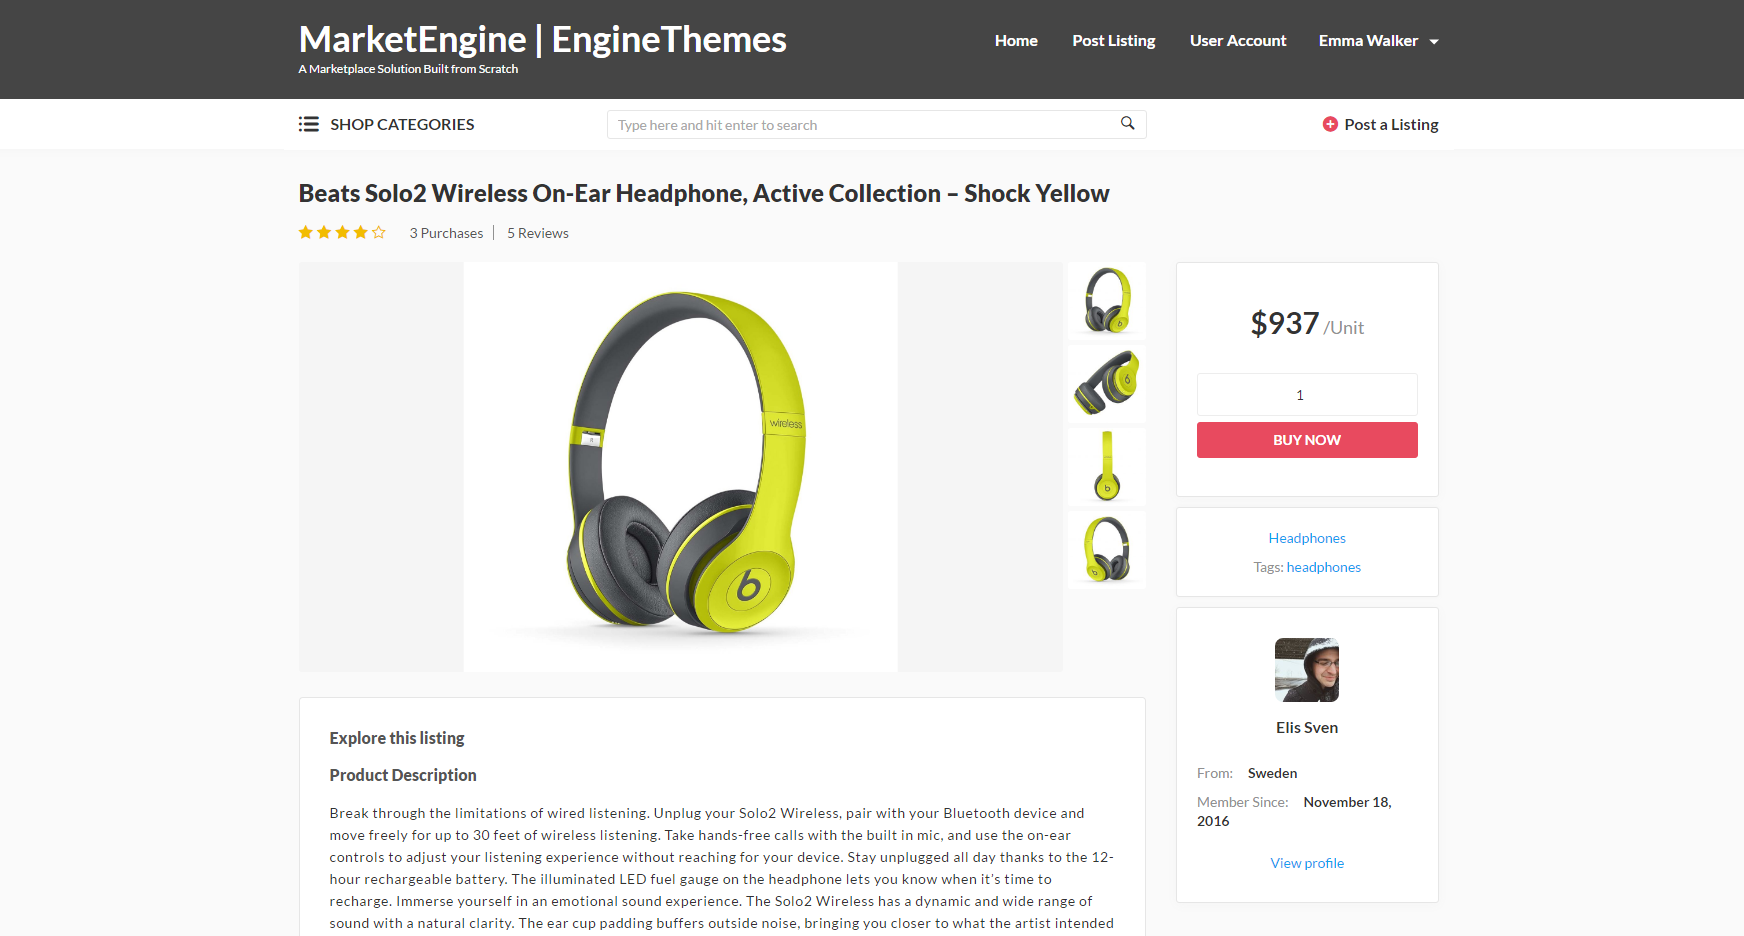 MarketEngine | EngineThemes
A Marketplace Solution Built from Scratch
Home
Post Listing
User Account
Emma Walker
SHOP CATEGORIES
Type here and hit enter to search
Post a Listing
Beats Solo2 Wireless On-Ear Headphone, Active Collection – Shock Yellow
3 Purchases
5 Reviews
wireless
$937 /Unit
1
BUY NOW
Headphones
Tags: headphones
Elis Sven
From: Sweden
Member Since: November 18,
2016
View profile
Explore this listing
Product Description
Break through the limitations of wired listening. Unplug your Solo2 Wireless, pair with your Bluetooth device and
move freely for up to 30 feet of wireless listening. Take hands-free calls with the built in mic, and use the on-ear
controls to adjust your listening experience without reaching for your device. Stay unplugged all day thanks to the 12-
hour rechargeable battery. The illuminated LED fuel gauge on the headphone lets you know when it’s time to
recharge. Immerse yourself in an emotional sound experience. The Solo2 Wireless has a dynamic and wide range of
sound with a natural clarity. The ear cup padding buffers outside noise, bringing you closer to what the artist intended